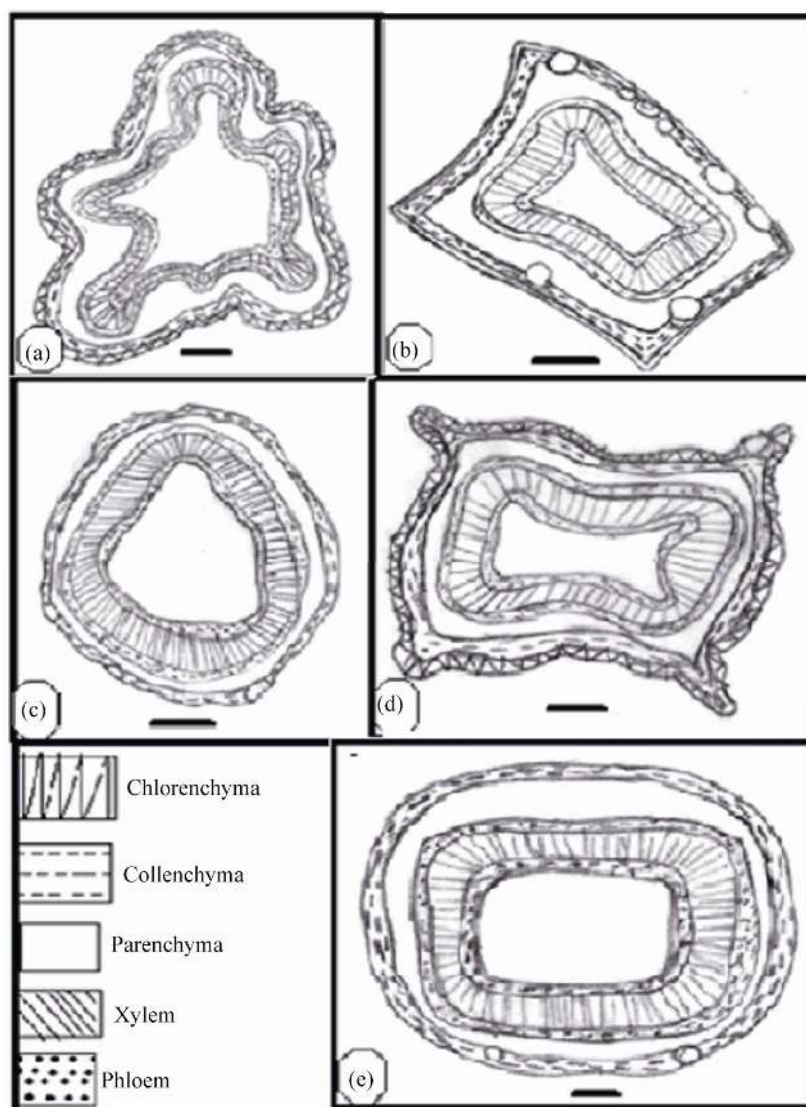 (a)
(b)
(c)
(d)
Chlorenchyma
Collenchyma
Parenchyma
Xylem
Phloem
(e)